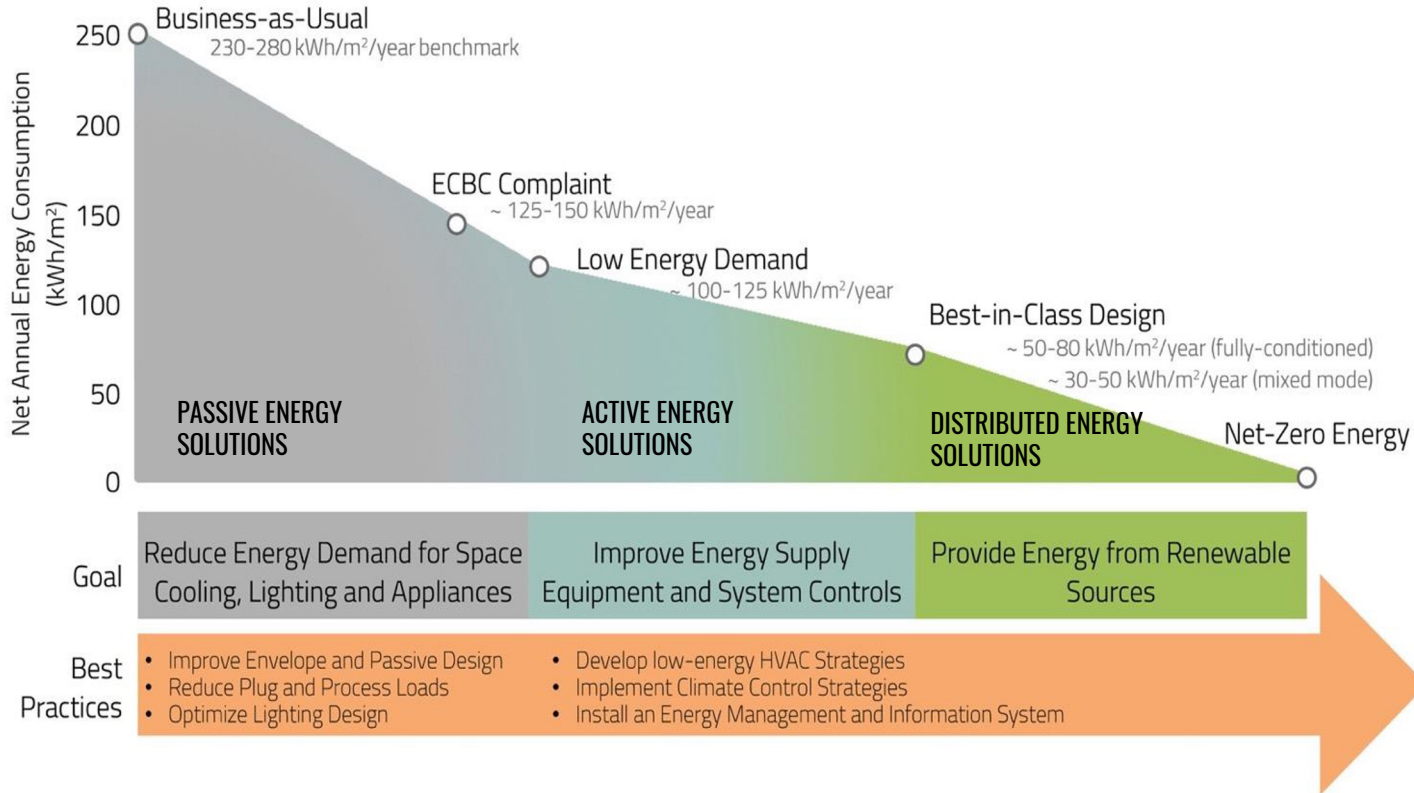 Business-as-Usual
230-280 kWh/m²/year benchmark
250
200
150
100
50
0
Net Annual Energy Consumption
(kWh/m²)
ECBC Complaint
~ 125-150 kWh/m²/year
Low Energy Demand
~ 100-125 kWh/m²/year
Best-in-Class Design
~ 50-80 kWh/m²/year (fully-conditioned)
~ 30-50 kWh/m²/year (mixed mode)
Net-Zero Energy
PASSIVE ENERGY
SOLUTIONS
ACTIVE ENERGY
SOLUTIONS
DISTRIBUTED ENERGY
SOLUTIONS
Goal
Reduce Energy Demand for Space
Cooling, Lighting and Appliances
Improve Energy Supply
Equipment and System Controls
Provide Energy from Renewable
Sources
Best
Practices
• Improve Envelope and Passive Design
• Reduce Plug and Process Loads
• Optimize Lighting Design
• Develop low-energy HVAC Strategies
• Implement Climate Control Strategies
• Install an Energy Management and Information System